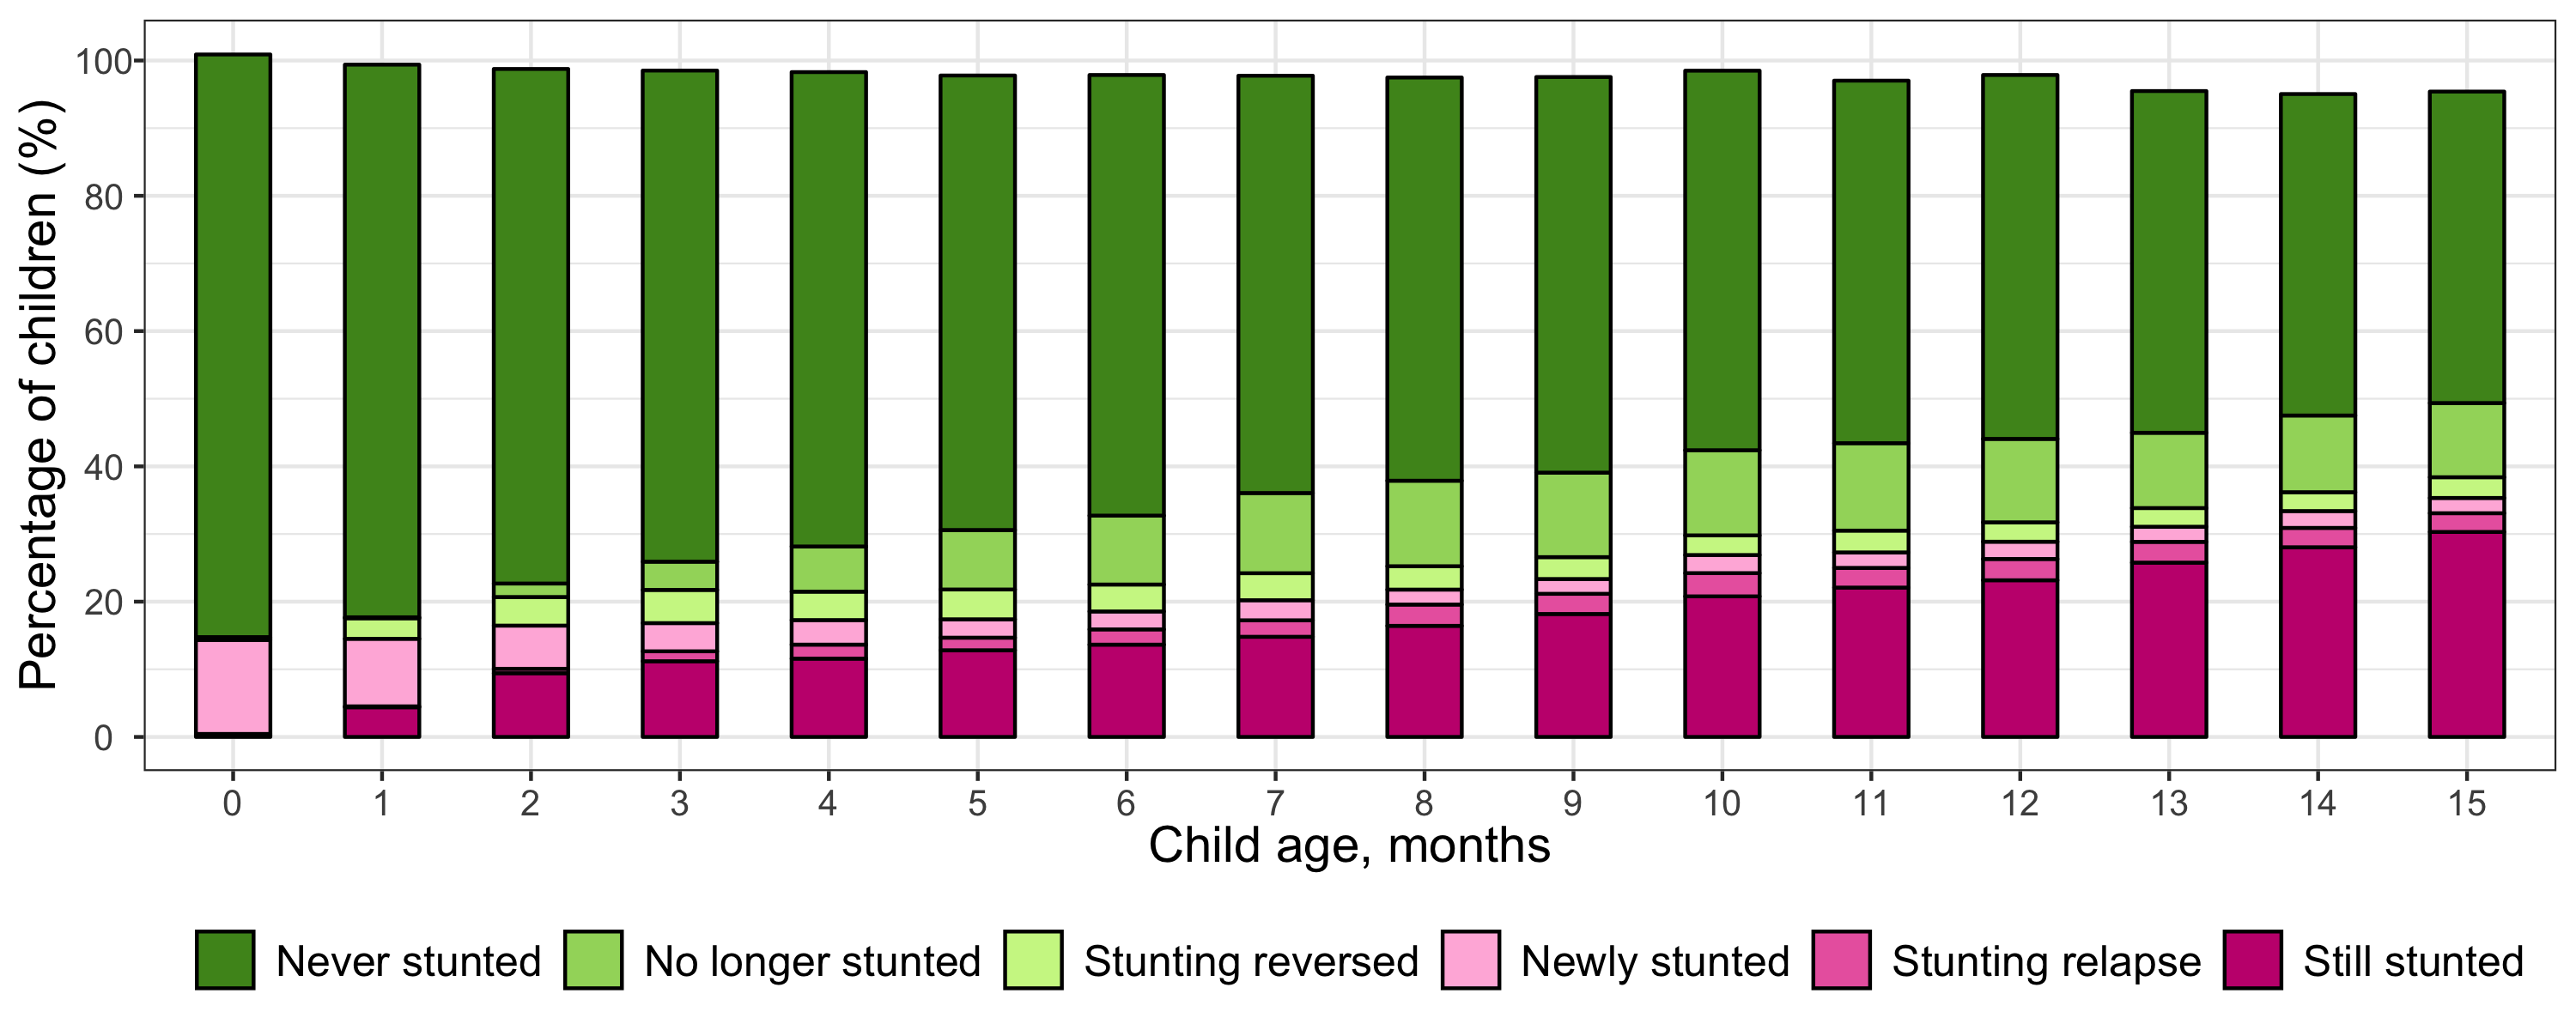 Percentage of children (%)
100
80
60
40
20
0
0 1 2 3 4 5 6 7 8 9 10 11 12 13 14 15
Child age, months
Never stunted No longer stunted Stunting reversed Newly stunted Stunting relapse Still stunted